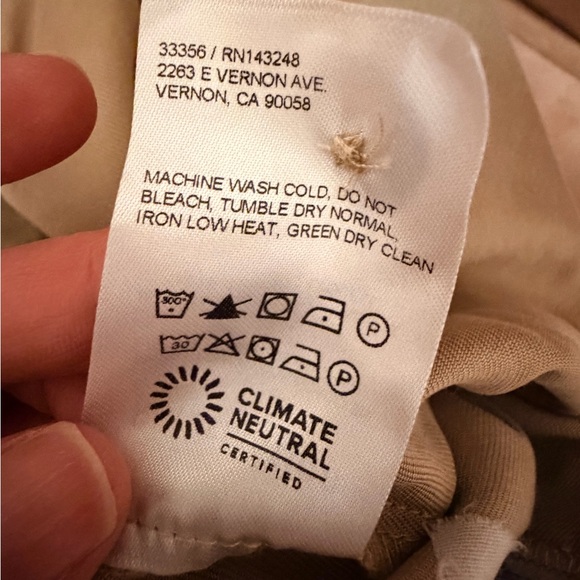 33356 / RN143248
2263 E VERNON AVE.
VERNON, CA 90058
MACHINE WASH COLD, DO NOT
BLEACH, TUMBLE DRY NORMAL,
IRON LOW HEAT, GREEN DRY CLEAN
300° P
30 P
CLIMATE
NEUTRAL
CERTIFIED